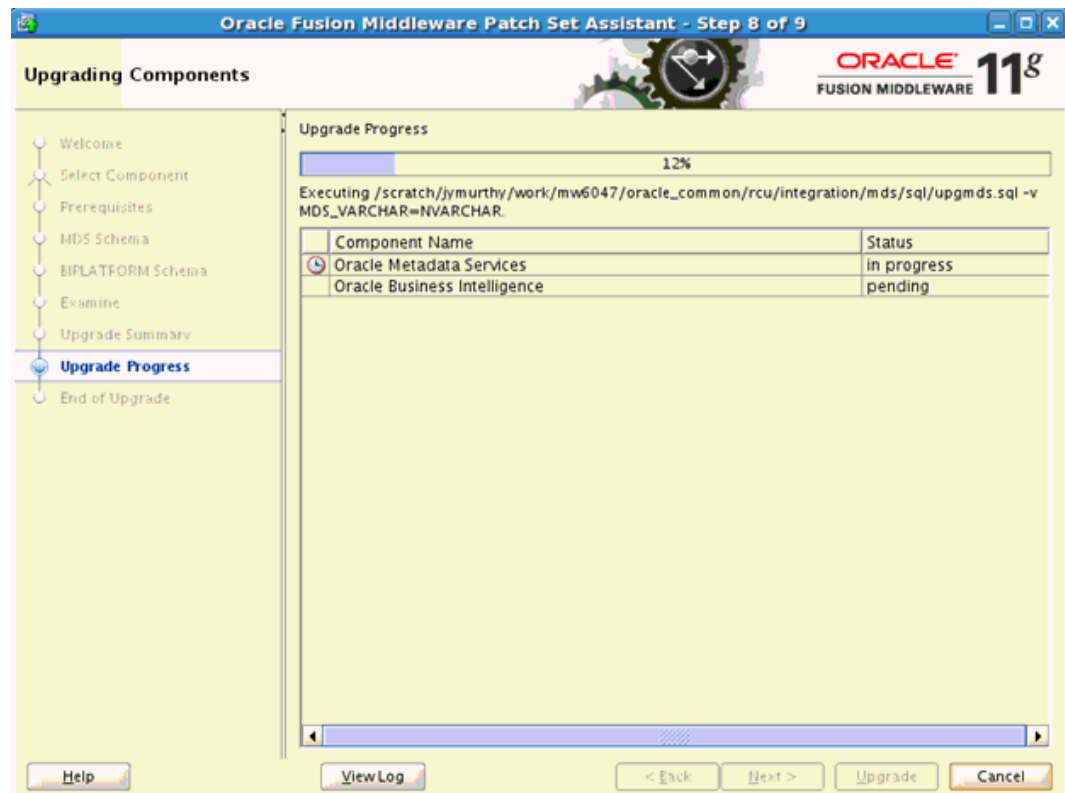 Oracle Fusion Middleware Patch Set Assistant - Step 8 of 9
Upgrading Components
ORACLE
FUSION MIDDLEWARE
11g
Welcome
Select Component
Prerequisites
MDS Schema
BIPLATFORM Schema
Examine
Upgrade Summary
Upgrade Progress
End of Upgrade
Upgrade Progress
12%
Executing /scratch/jymurthy/work/mw6047/oracle_common/rcu/integration/mds/sql/upgmds.sql -v
MDS_VARCHAR=NVARCHAR.
Component Name Status
Oracle Metadata Services in progress
Oracle Business Intelligence pending
Help View Log < Back Next > Upgrade Cancel